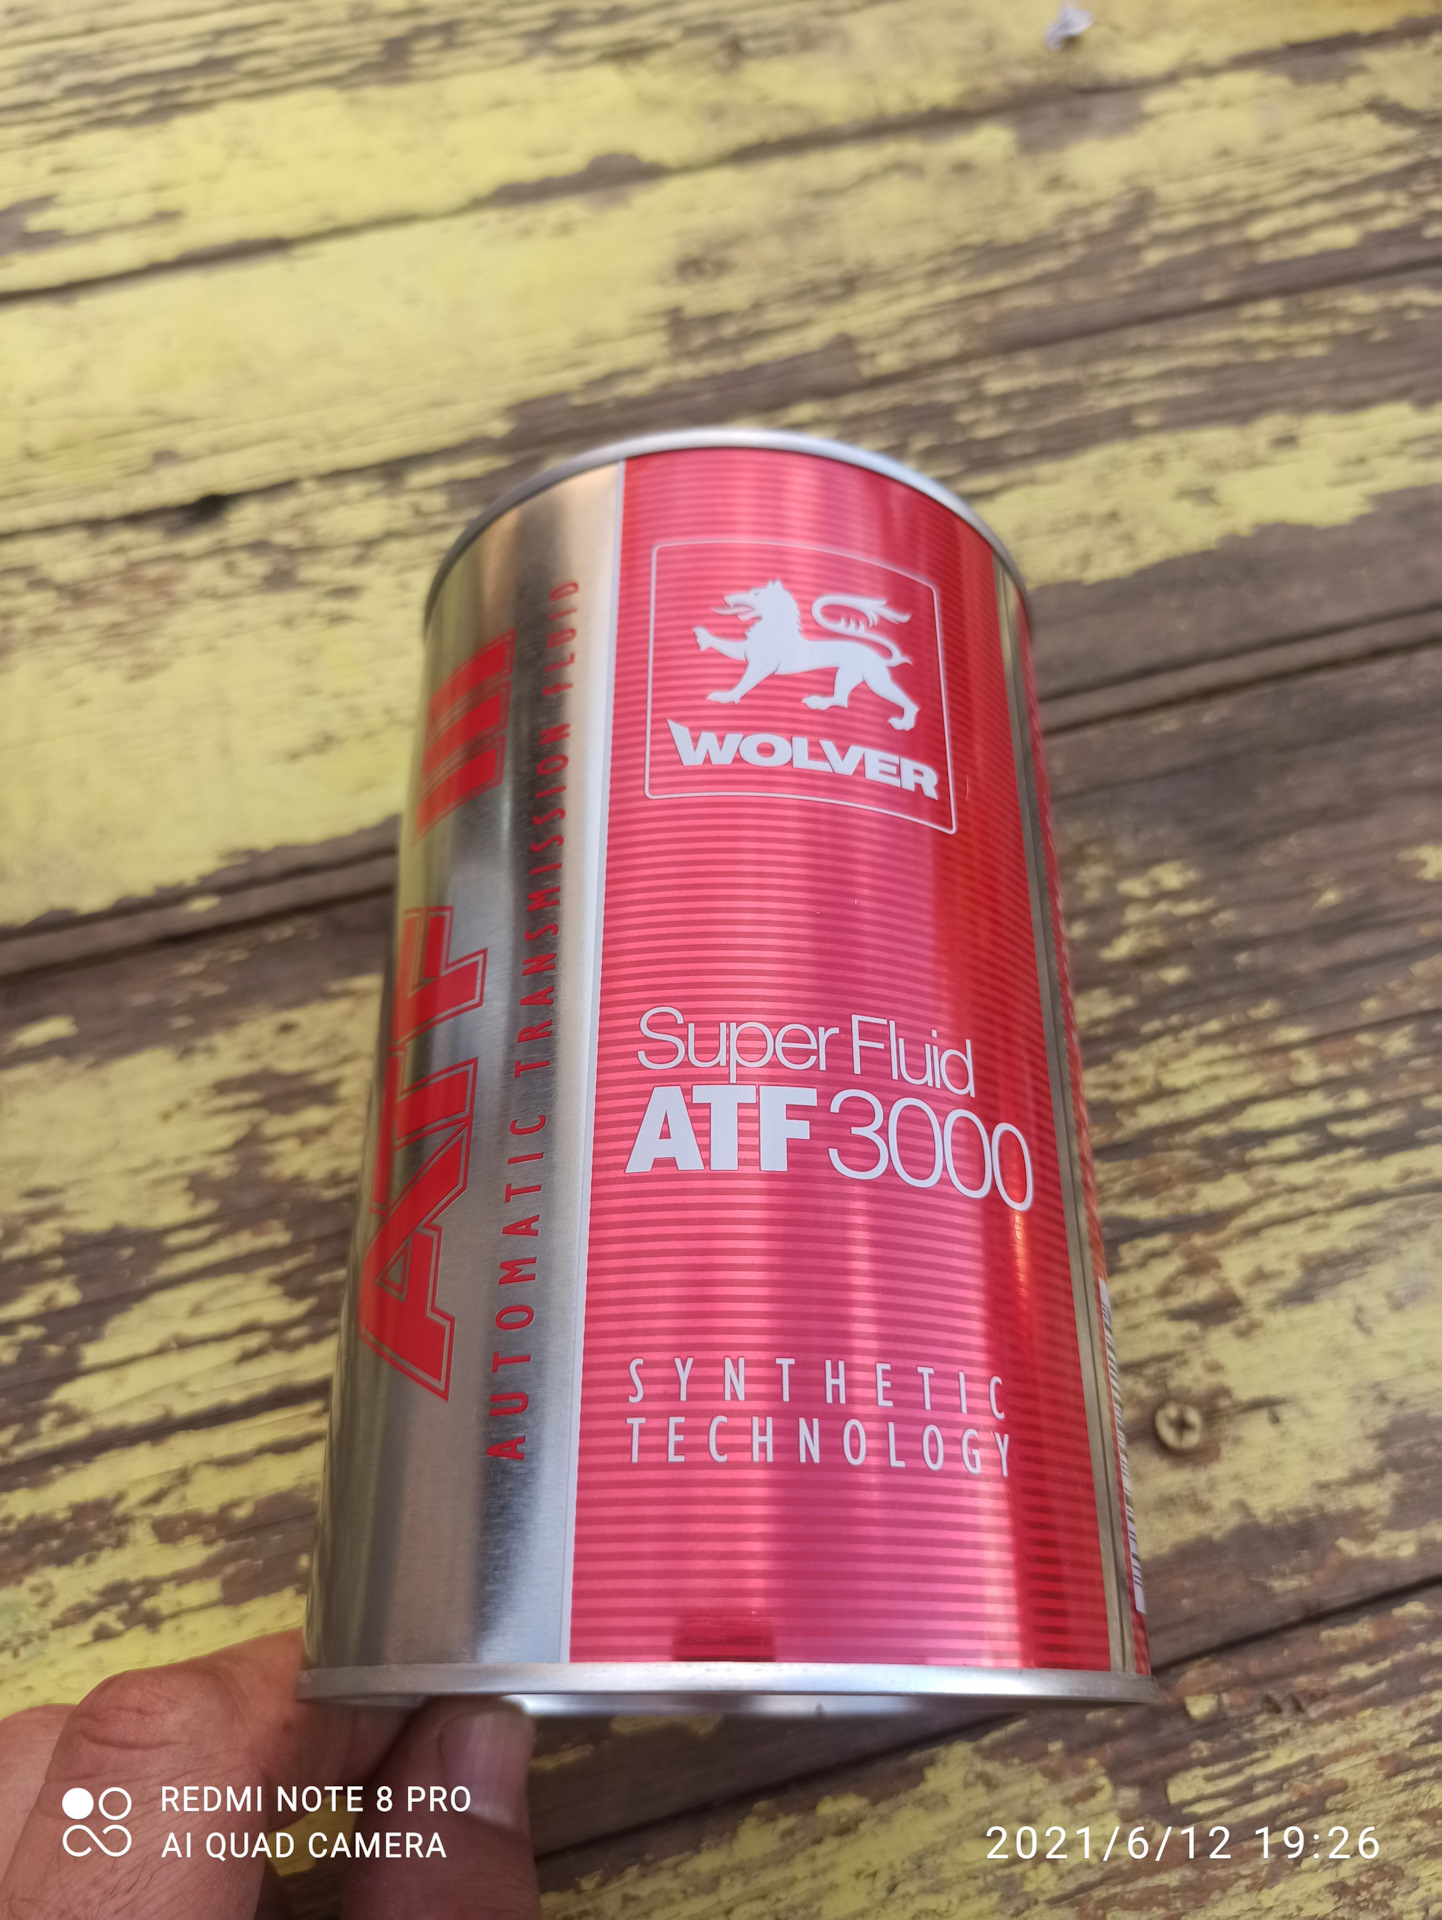 WOLVER
Super Fluid
ATF 3000
SYNTHETIC
TECHNOLOGY
ATF III
AUTOMATIC TRANSMISSION FLUID
REDMI NOTE 8 PRO
AI QUAD CAMERA
2021/6/12 19:26